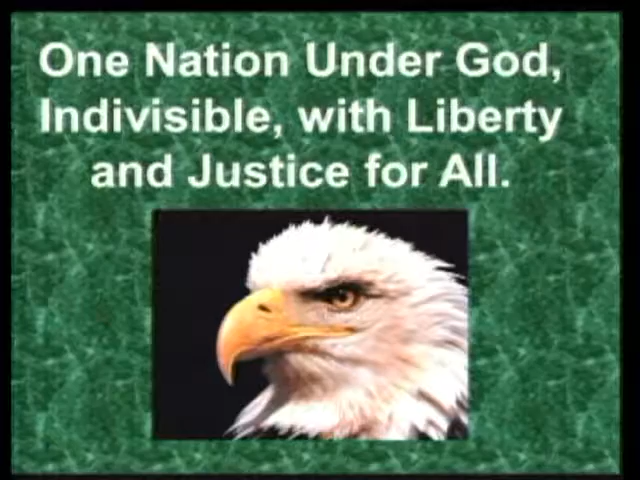 One Nation Under God,
Indivisible, with Liberty
and Justice for All.